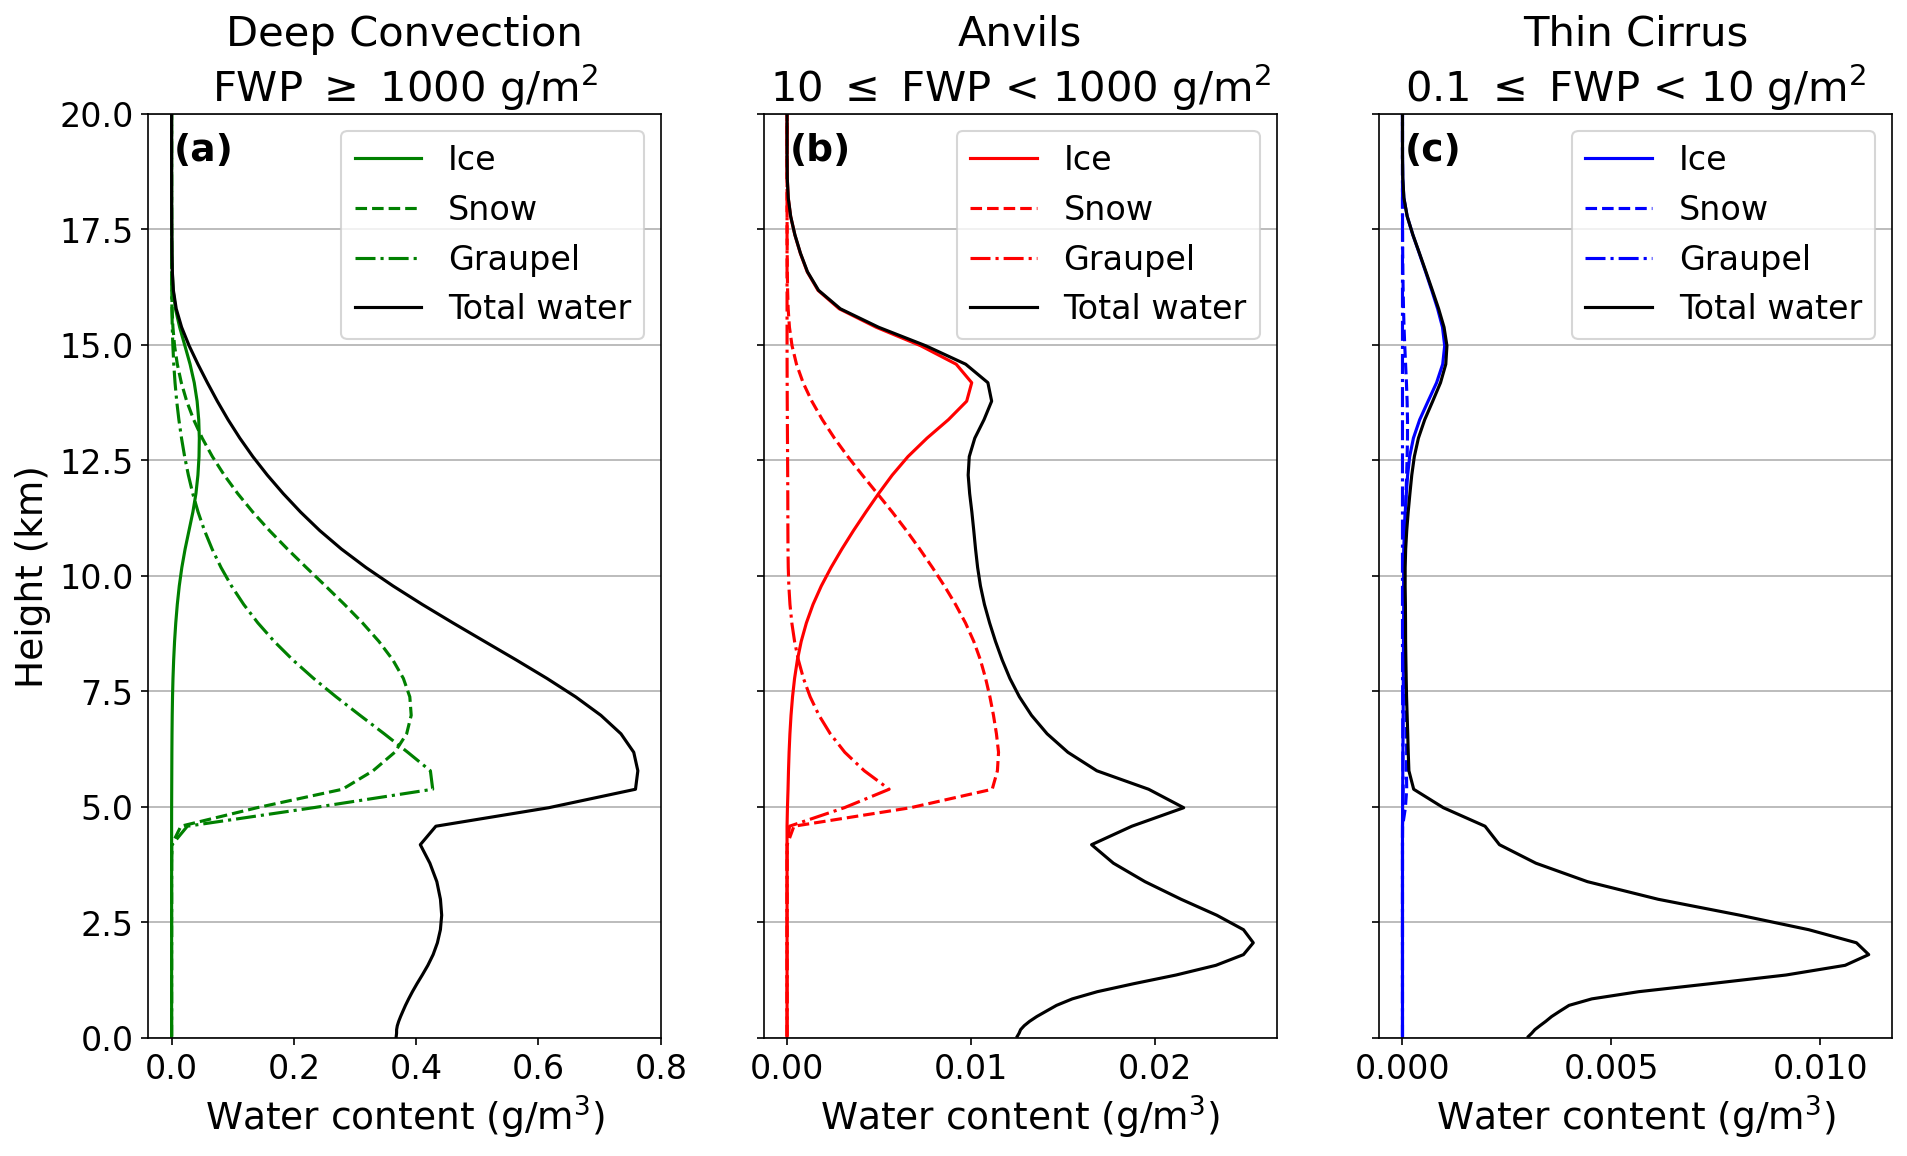 Deep Convection
FWP ≥ 1000 g/m²
Anvils
10 ≤ FWP < 1000 g/m²
Thin Cirrus
0.1 ≤ FWP < 10 g/m²
(a)
Ice
Snow
Graupel
Total water
(b)
Ice
Snow
Graupel
Total water
(c)
Ice
Snow
Graupel
Total water
Height (km)
20.0
17.5
15.0
12.5
10.0
7.5
5.0
2.5
0.0
0.0 0.2 0.4 0.6 0.8
0.00 0.01 0.02
0.000 0.005 0.010
Water content (g/m³)
Water content (g/m³)
Water content (g/m³)